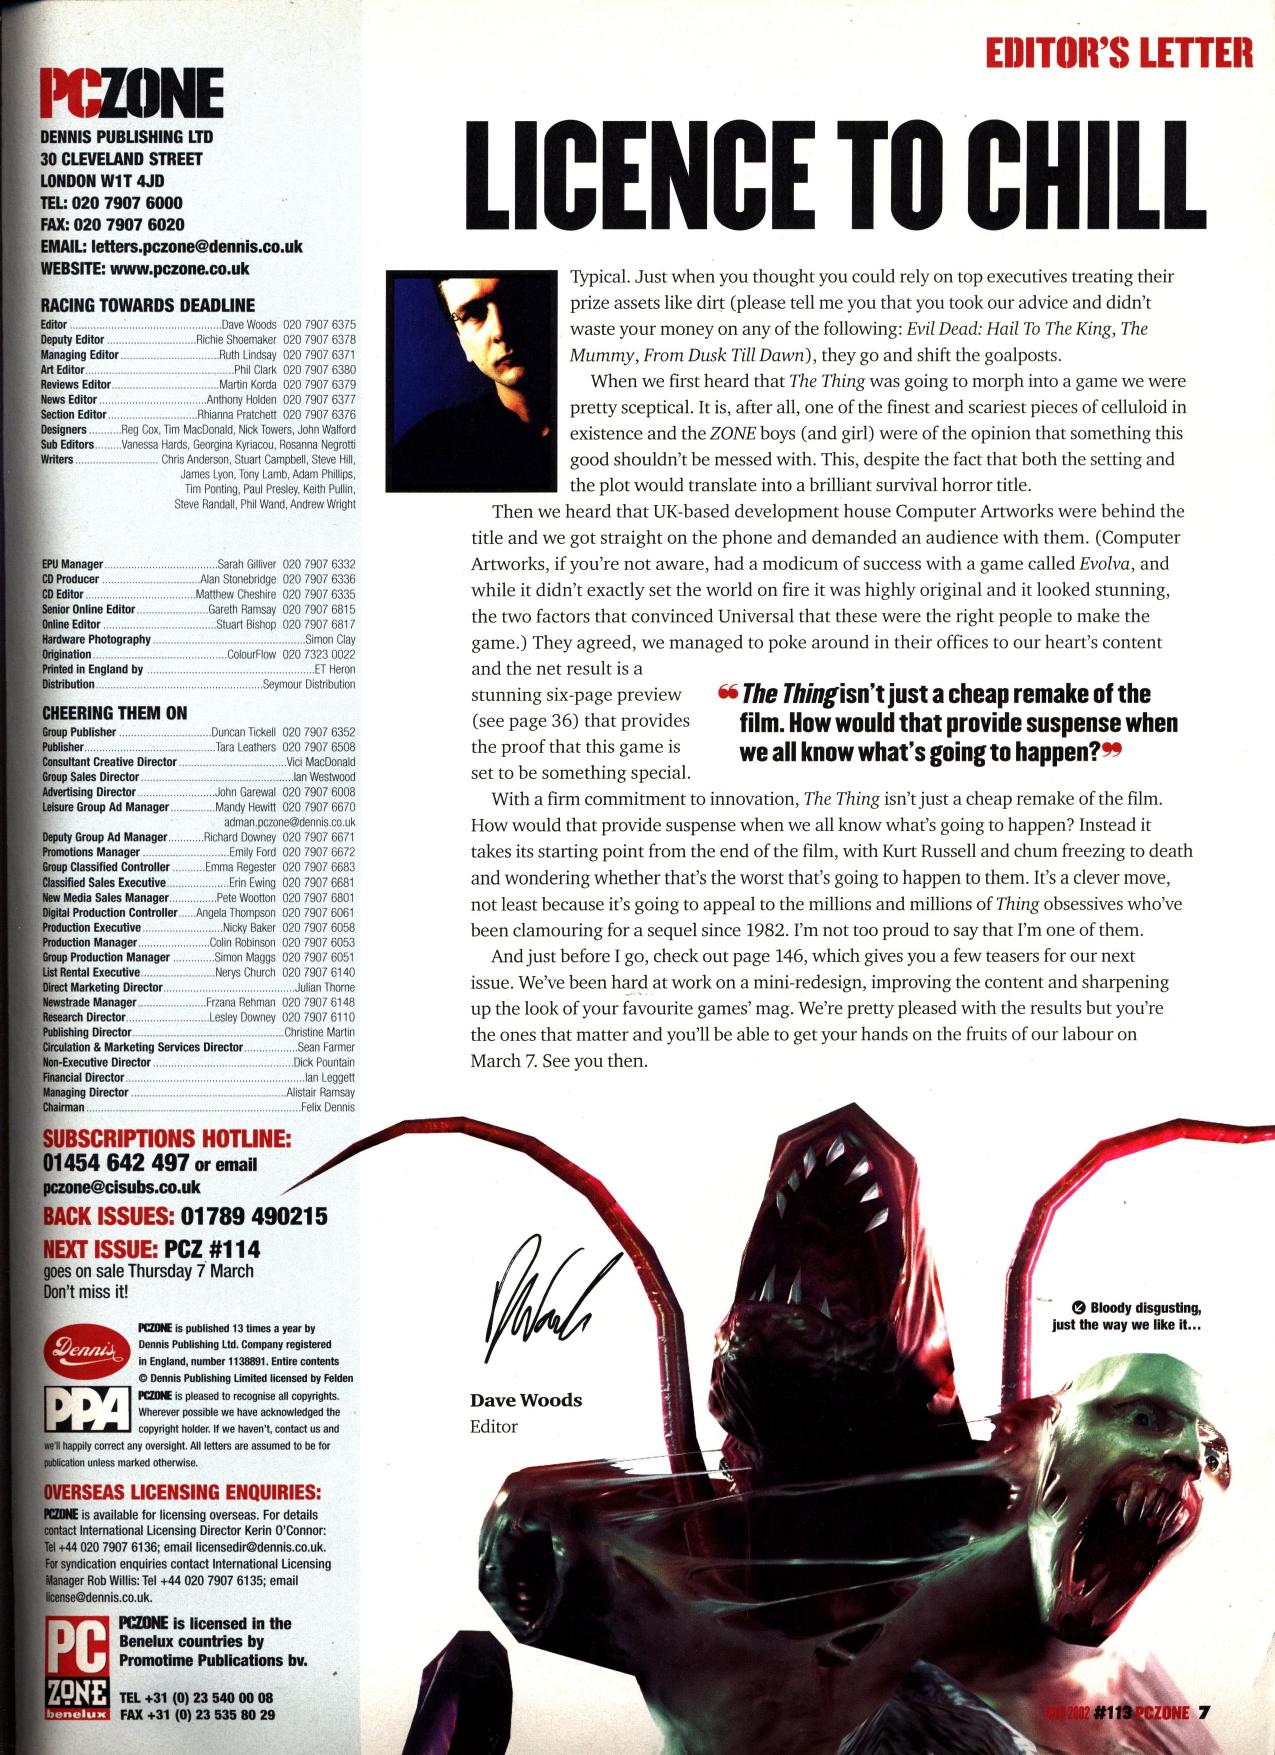 EDITOR'S LETTER
PCZONE
DENNIS PUBLISHING LTD
30 CLEVELAND STREET
LONDON W1T 4JD
TEL: 020 7907 6000
FAX: 020 7907 6020
EMAIL: letters.pczone@dennis.co.uk
WEBSITE: www.pczone.co.uk
RACING TOWARDS DEADLINE
Editor Dave Woods 020 7907 6375
Deputy Editor Richie Shoemaker 020 7907 6378
Managing Editor Ruth Lindsay 020 7907 6371
Art Editor Phil Clark 020 7907 6380
Reviews Editor Martin Korda 020 7907 6379
News Editor Anthony Holden 020 7907 6377
Section Editor Rhianna Pratchett 020 7907 6376
Designers Reg Cox, Tim MacDonald, Nick Towers, John Walford
Sub Editors Vanessa Hards, Georgina Kyriacou, Rosanna Negrotti
Writers Chris Anderson, Stuart Campbell, Steve Hill,
James Lyon, Tony Lamb, Adam Phillips,
Tim Ponting, Paul Presley, Keith Pullin,
Steve Randall, Phil Wand, Andrew Wright
EPU Manager Sarah Gilliver 020 7907 6332
CD Producer Alan Stonebridge 020 7907 6336
CD Editor Matthew Cheshire 020 7907 6335
Senior Online Editor Gareth Ramsay 020 7907 6815
Online Editor Stuart Bishop 020 7907 6817
Hardware Photography Simon Clay
Origination ColourFlow 020 7323 0022
Printed in England by ET Heron
Distribution Seymour Distribution
CHEERING THEM ON
Group Publisher Duncan Tickell 020 7907 6352
Publisher Tara Leathers 020 7907 6508
Consultant Creative Director Vici MacDonald
Group Sales Director Ian Westwood
Advertising Director John Garewal 020 7907 6008
Leisure Group Ad Manager Mandy Hewitt 020 7907 6670
adman.pczone@dennis.co.uk
Deputy Group Ad Manager Richard Downey 020 7907 6671
Promotions Manager Emily Ford 020 7907 6672
Group Classified Controller Emma Regester 020 7907 6683
Classified Sales Executive Erin Ewing 020 7907 6681
New Media Sales Manager Pete Wootton 020 7907 6801
Digital Production Controller Angela Thompson 020 7907 6061
Production Executive Nicky Baker 020 7907 6058
Production Manager Colin Robinson 020 7907 6053
Group Production Manager Simon Maggs 020 7907 6051
List Rental Executive Nerys Church 020 7907 6140
Direct Marketing Director Julian Thorne
Newstrade Manager Frzana Rehman 020 7907 6148
Research Director Lesley Downey 020 7907 6110
Publishing Director Christine Martin
Circulation & Marketing Services Director Sean Farmer
Non-Executive Director Dick Pountain
Financial Director Ian Leggett
Managing Director Alistair Ramsay
Chairman Felix Dennis
SUBSCRIPTIONS HOTLINE:
01454 642 497 or email
pczone@cisubs.co.uk
BACK ISSUES: 01789 490215
NEXT ISSUE: PCZ #114
goes on sale Thursday 7 March
Don't miss it!
Dennis
PPA
PCZONE is published 13 times a year by
Dennis Publishing Ltd. Company registered
in England, number 1138891. Entire contents
© Dennis Publishing Limited licensed by Felden
PCZONE is pleased to recognise all copyrights.
Wherever possible we have acknowledged the
copyright holder. If we haven't, contact us and
we'll happily correct any oversight. All letters are assumed to be for
publication unless marked otherwise.
OVERSEAS LICENSING ENQUIRIES:
PCZONE is available for licensing overseas. For details
contact International Licensing Director Kerin O'Connor:
Tel +44 020 7907 6136; email licensedir@dennis.co.uk.
For syndication enquiries contact International Licensing
Manager Rob Willis: Tel +44 020 7907 6135; email
license@dennis.co.uk.
PC
ZONE
benelux
PCZONE is licensed in the
Benelux countries by
Promotime Publications bv.
TEL +31 (0) 23 540 00 08
FAX +31 (0) 23 535 80 29
LICENCE TO CHILL
Typical. Just when you thought you could rely on top executives treating their
prize assets like dirt (please tell me you that you took our advice and didn't
waste your money on any of the following: Evil Dead: Hail To The King, The
Mummy, From Dusk Till Dawn), they go and shift the goalposts.
When we first heard that The Thing was going to morph into a game we were
pretty sceptical. It is, after all, one of the finest and scariest pieces of celluloid in
existence and the ZONE boys (and girl) were of the opinion that something this
good shouldn't be messed with. This, despite the fact that both the setting and
the plot would translate into a brilliant survival horror title.
Then we heard that UK-based development house Computer Artworks were behind the
title and we got straight on the phone and demanded an audience with them. (Computer
Artworks, if you're not aware, had a modicum of success with a game called Evolva, and
while it didn't exactly set the world on fire it was highly original and it looked stunning,
the two factors that convinced Universal that these were the right people to make the
game.) They agreed, we managed to poke around in their offices to our heart's content
and the net result is a
stunning six-page preview
(see page 36) that provides
the proof that this game is
set to be something special.
“The Thing isn't just a cheap remake of the
film. How would that provide suspense when
we all know what's going to happen?”
With a firm commitment to innovation, The Thing isn't just a cheap remake of the film.
How would that provide suspense when we all know what's going to happen? Instead it
takes its starting point from the end of the film, with Kurt Russell and chum freezing to death
and wondering whether that's the worst that's going to happen to them. It's a clever move,
not least because it's going to appeal to the millions and millions of Thing obsessives who've
been clamouring for a sequel since 1982. I'm not too proud to say that I'm one of them.
And just before I go, check out page 146, which gives you a few teasers for our next
issue. We've been hard at work on a mini-redesign, improving the content and sharpening
up the look of your favourite games' mag. We're pretty pleased with the results but you're
the ones that matter and you'll be able to get your hands on the fruits of our labour on
March 7. See you then.
D Woods
Dave Woods
Editor
Bloody disgusting,
just the way we like it...
2002 #113 PCZONE 7